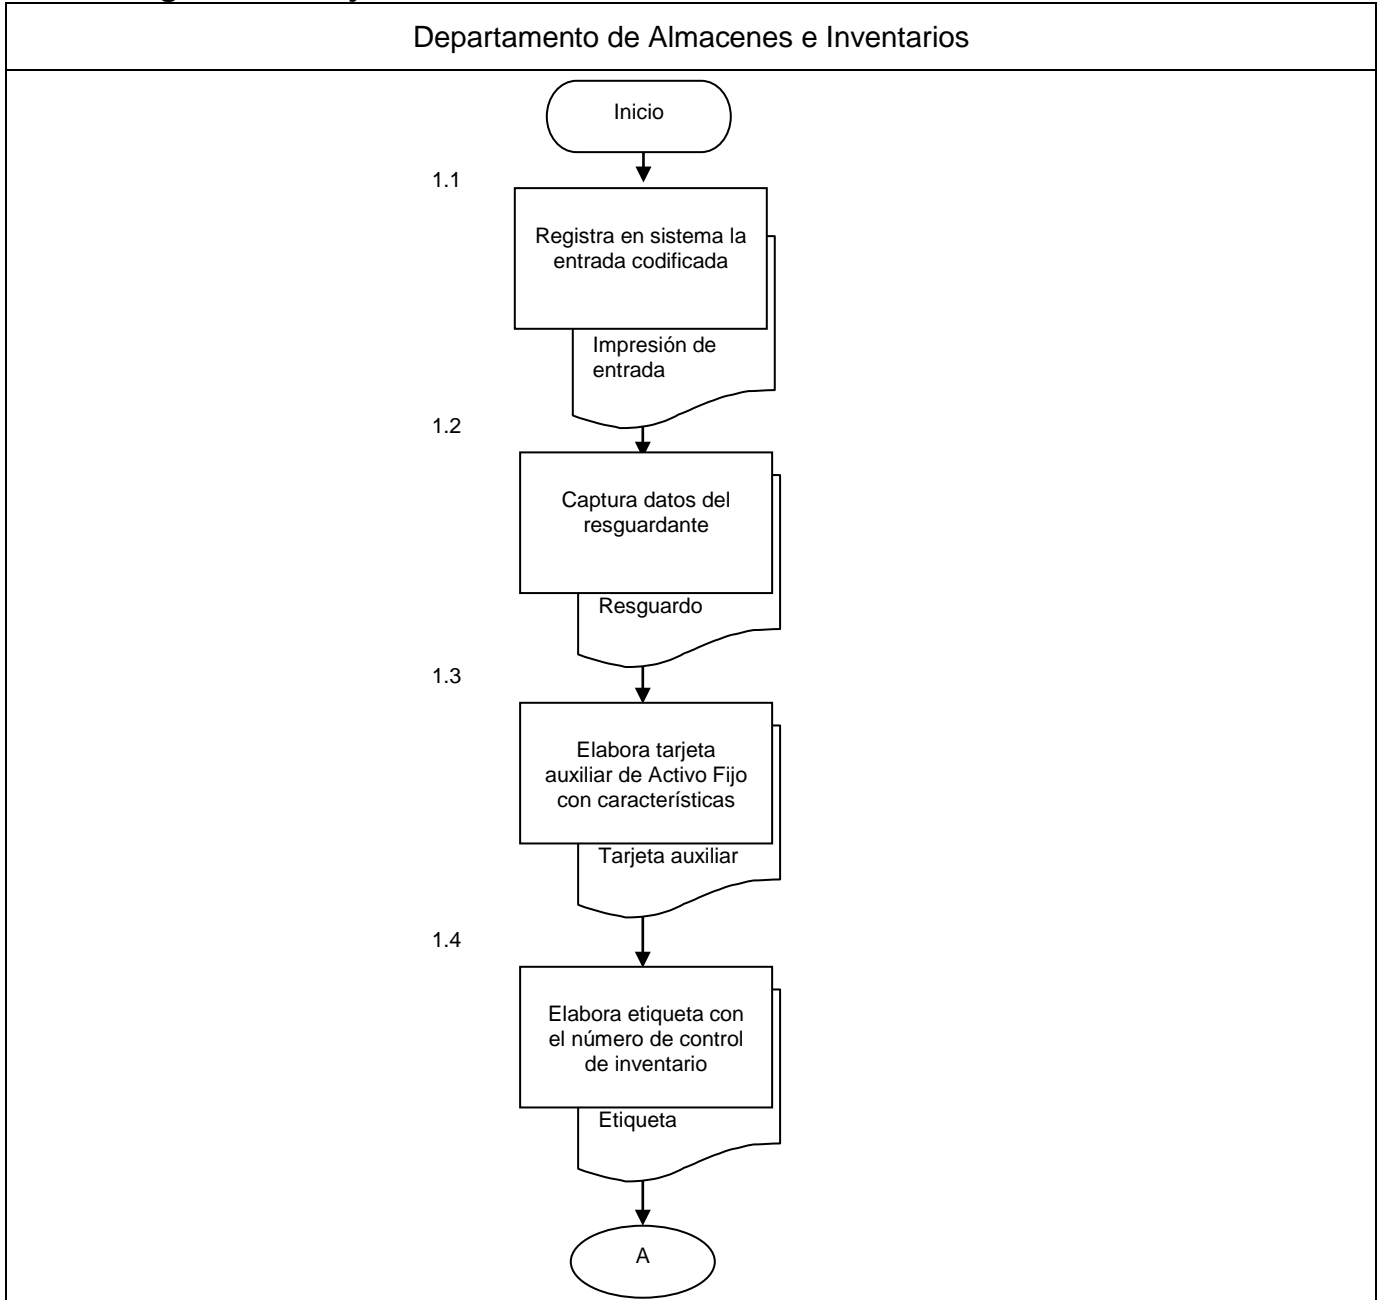 Departamento de Almacenes e Inventarios
Inicio
1.1
Registra en sistema la
entrada codificada
Impresión de
entrada
1.2
Captura datos del
resguardante
Resguardo
1.3
Elabora tarjeta
auxiliar de Activo Fijo
con características
Tarjeta auxiliar
1.4
Elabora etiqueta con
el número de control
de inventario
Etiqueta
A